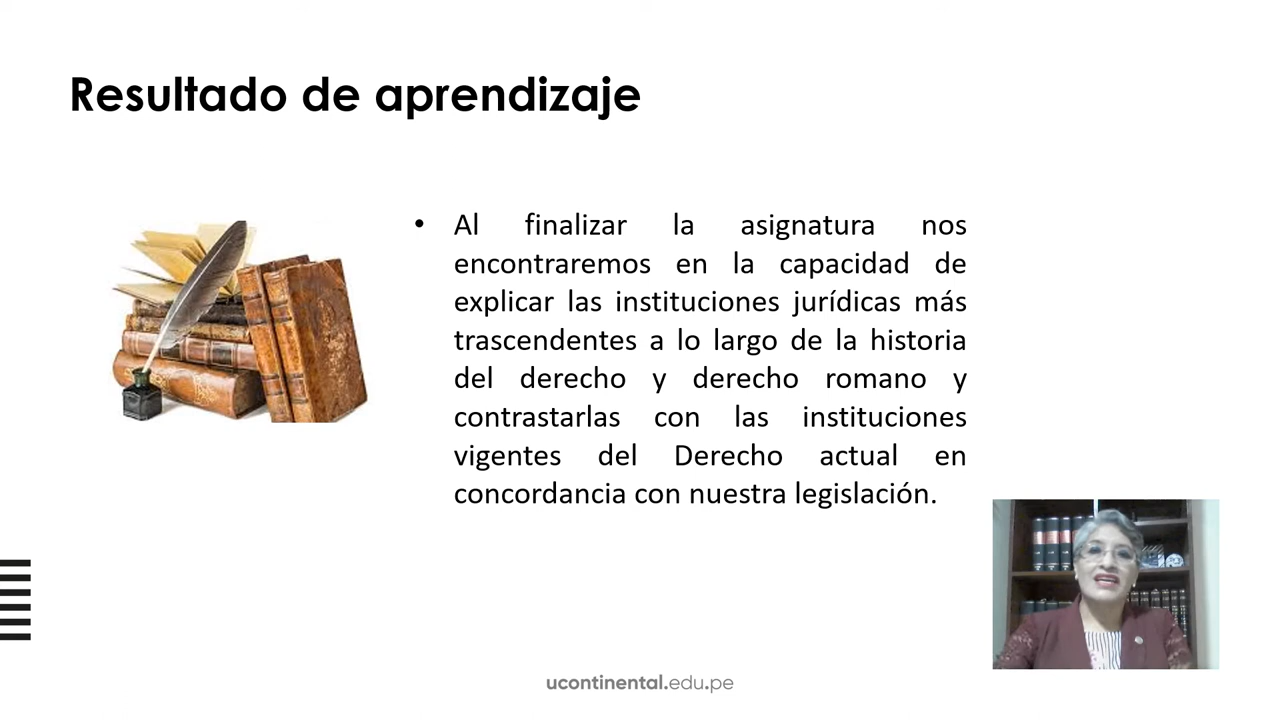 Resultado de aprendizaje
• Al finalizar la asignatura nos
encontraremos en la capacidad de
explicar las instituciones jurídicas más
trascendentes a lo largo de la historia
del derecho y derecho romano y
contrastarlas con las instituciones
vigentes del Derecho actual en
concordancia con nuestra legislación.
ucontinental.edu.pe